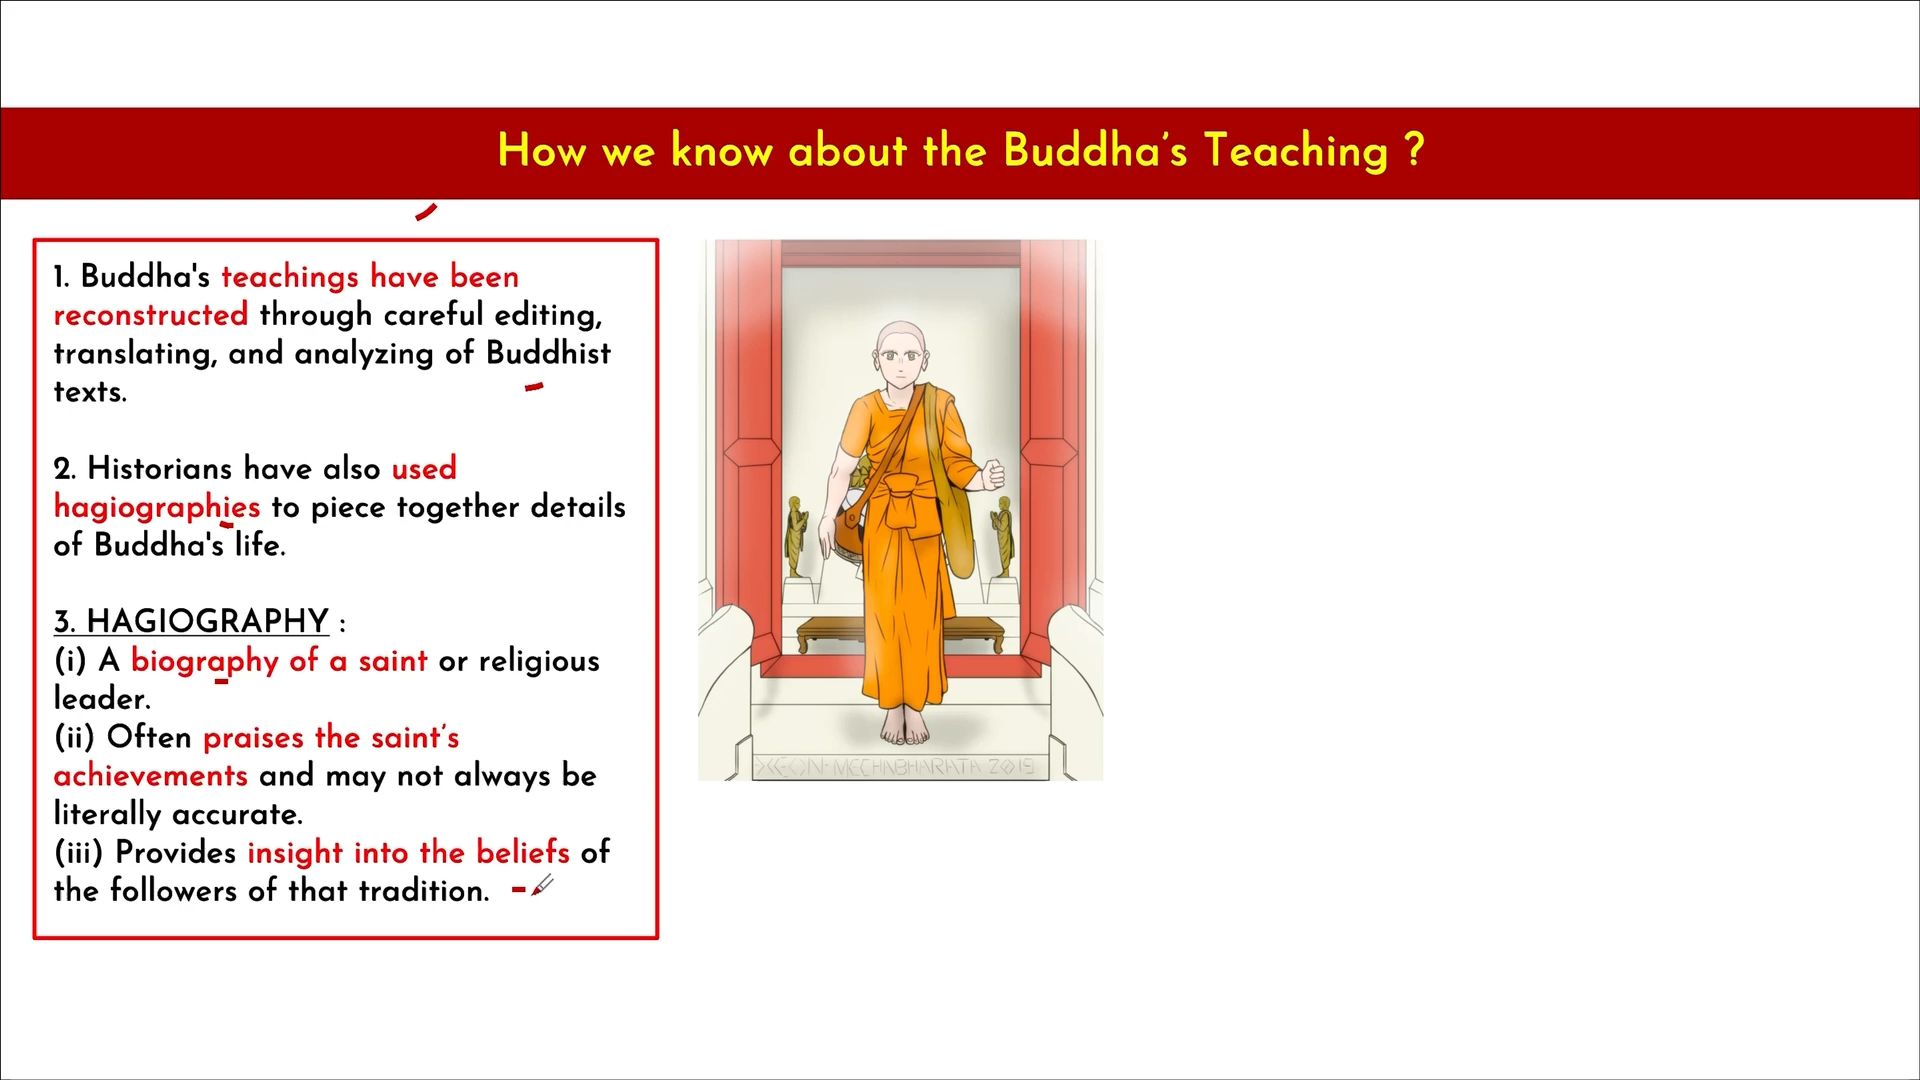 How we know about the Buddha's Teaching ?
1. Buddha's teachings have been
reconstructed through careful editing,
translating, and analyzing of Buddhist
texts.
2. Historians have also used
hagiographies to piece together details
of Buddha's life.
3. HAGIOGRAPHY :
(i) A biography of a saint or religious
leader.
(ii) Often praises the saint's
achievements and may not always be
literally accurate.
(iii) Provides insight into the beliefs of
the followers of that tradition.